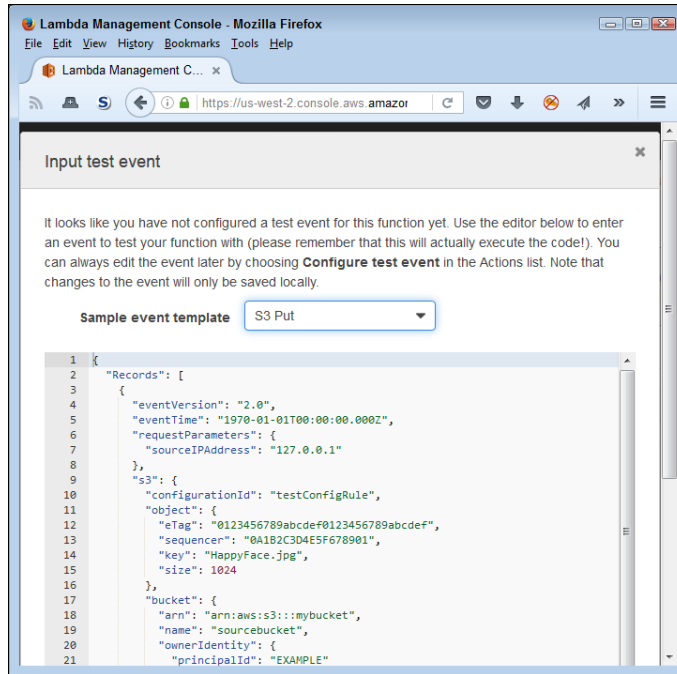 Lambda Management Console - Mozilla Firefox
File Edit View History Bookmarks Tools Help
Lambda Management C... ×
https://us-west-2.console.aws.amazor
Input test event
It looks like you have not configured a test event for this function yet. Use the editor below to enter
an event to test your function with (please remember that this will actually execute the code!). You
can always edit the event later by choosing Configure test event in the Actions list. Note that
changes to the event will only be saved locally.
Sample event template S3 Put
1 {
2 "Records": [
3 {
4 "eventVersion": "2.0",
5 "eventTime": "1970-01-01T00:00:00.000Z",
6 "requestParameters": {
7 "sourceIPAddress": "127.0.0.1"
8 },
9 "s3": {
10 "configurationId": "testConfigRule",
11 "object": {
12 "eTag": "0123456789abcdef0123456789abcdef",
13 "sequencer": "0A1B2C3D4E5F678901",
14 "key": "HappyFace.jpg",
15 "size": 1024
16 },
17 "bucket": {
18 "arn": "arn:aws:s3:::mybucket",
19 "name": "sourcebucket",
20 "ownerIdentity": {
21 "principalId": "EXAMPLE"